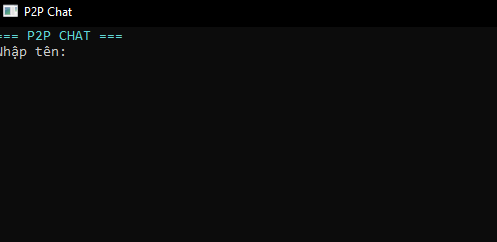 P2P Chat
=== P2P CHAT ===
Nhập tên: